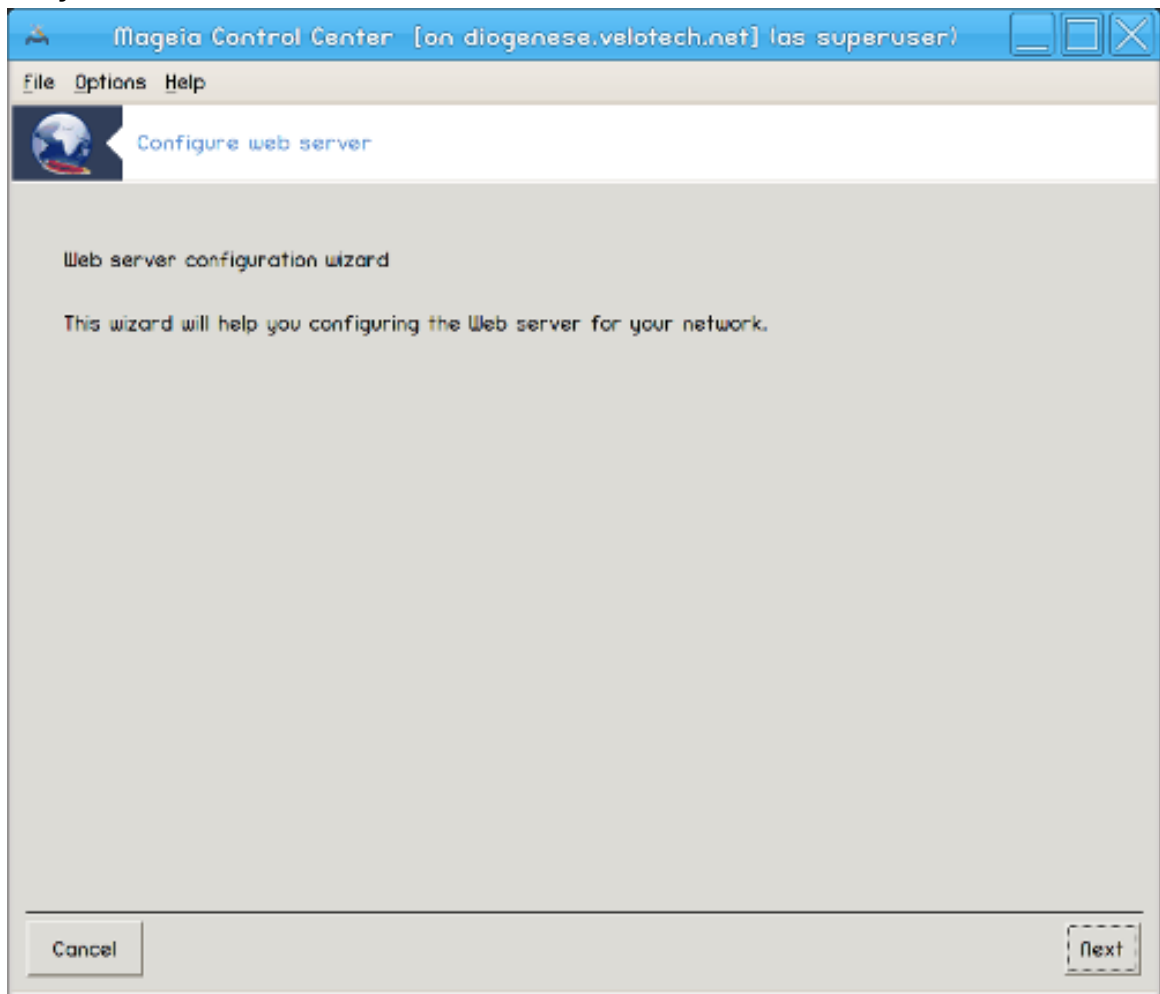 Mageia Control Center [on diogenese.velotech.net] (as superuser)
File Options Help
Configure web server
Web server configuration wizard
This wizard will help you configuring the Web server for your network.
Cancel
Next